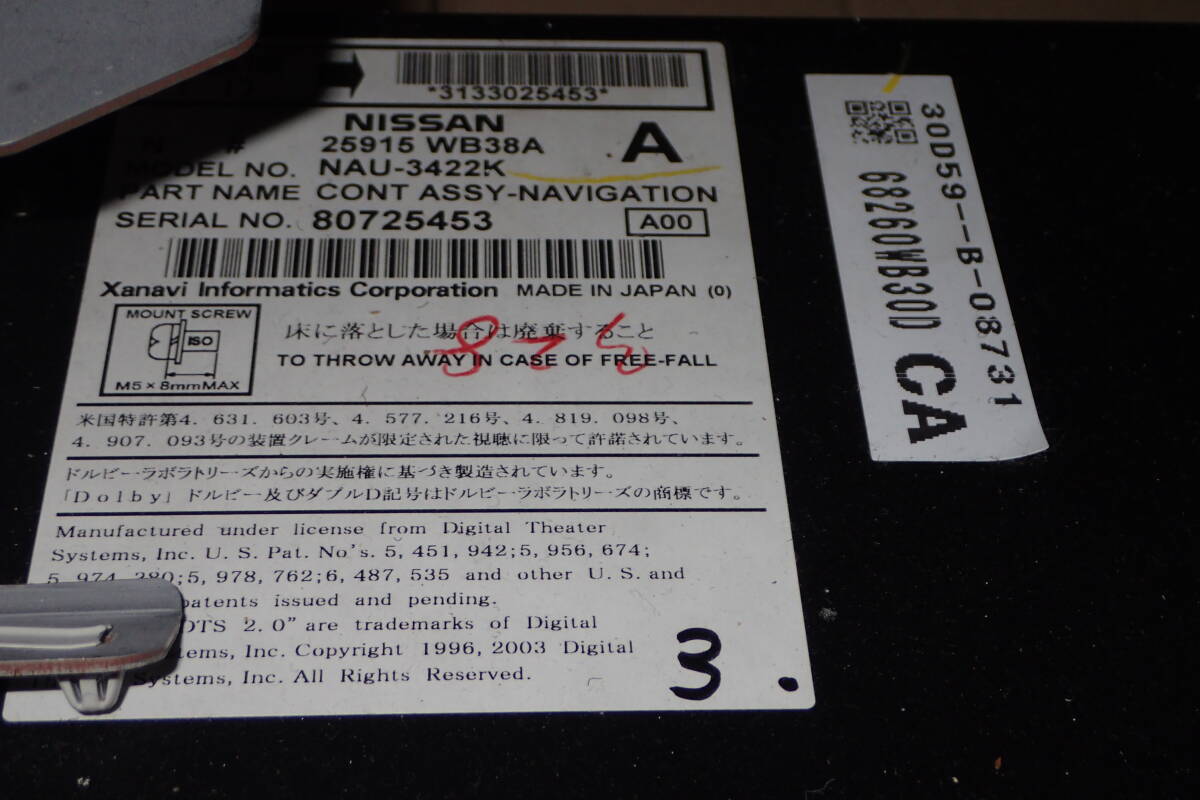 *3133025453*
NISSAN
25915 WB38A
A
MODEL NO. NAU-3422K
PART NAME CONT ASSY-NAVIGATION
SERIAL NO. 80725453
A00
Xanavi Informatics Corporation MADE IN JAPAN (0)
MOUNT SCREW
ISO
M5×8mmMAX
床に落とした場合は廃棄すること
TO THROW AWAY IN CASE OF FREE-FALL
米国特許第4. 631. 603号、4. 577. 216号、4. 819. 098号、
4. 907. 093号の装置クレームが限定された視聴に限って許諾されています。
ドルビーラボラトリーズからの実施権に基づき製造されています。
「Dolby」ドルビー及びダブルD記号はドルビーラボラトリーズの商標です。
Manufactured under license from Digital Theater
Systems, Inc. U. S. Pat. No's. 5, 451, 942;5, 956, 674;
5, 978, 762;6, 487, 535 and other U. S. and
patents issued and pending.
2. 0" are trademarks of Digital
Inc. Copyright 1996, 2003 Digital
Systems, Inc. All Rights Reserved.
3.
30D59--B-08731
68260WB30D CA